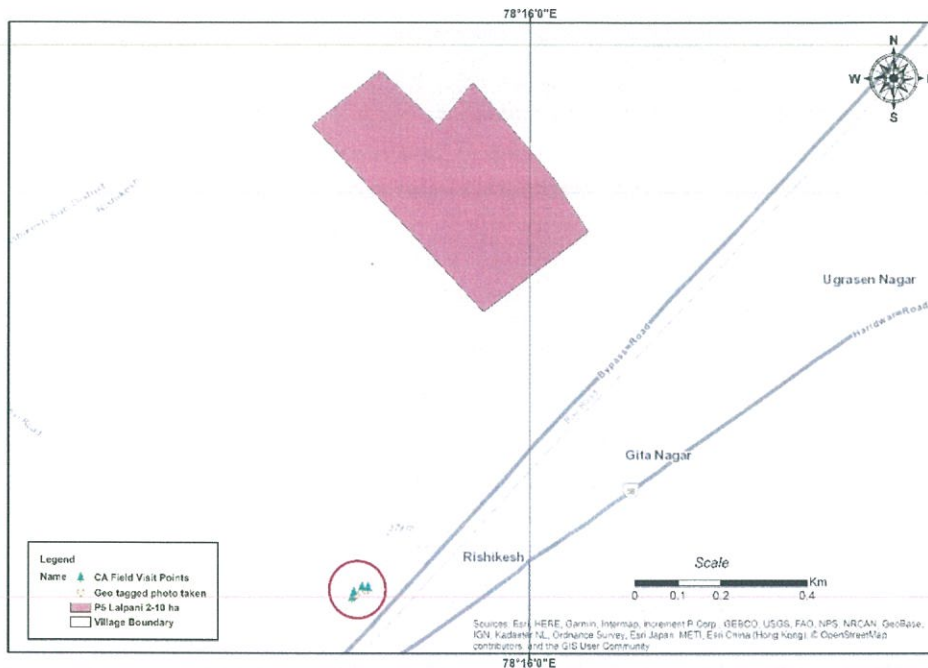 78°16'0"E
N
W
S
Rishikesh
Ugrasen Nagar
Haridwar Road
Bypass Road
Gita Nagar
Rishikesh
Legend
Name
CA Field Visit Points
Geo tagged photo taken
P5 Lalpani 2-10 ha
Village Boundary
Scale
Km
0 0.1 0.2 0.4
Sources: Esri, HERE, Garmin, Intermap, increment P Corp., GEBCO, USGS, FAO, NPS, NRCAN, GeoBase,
IGN, Kadaster NL, Ordnance Survey, Esri Japan, METI, Esri China (Hong Kong), © OpenStreetMap
contributors, and the GIS User Community
78°16'0"E